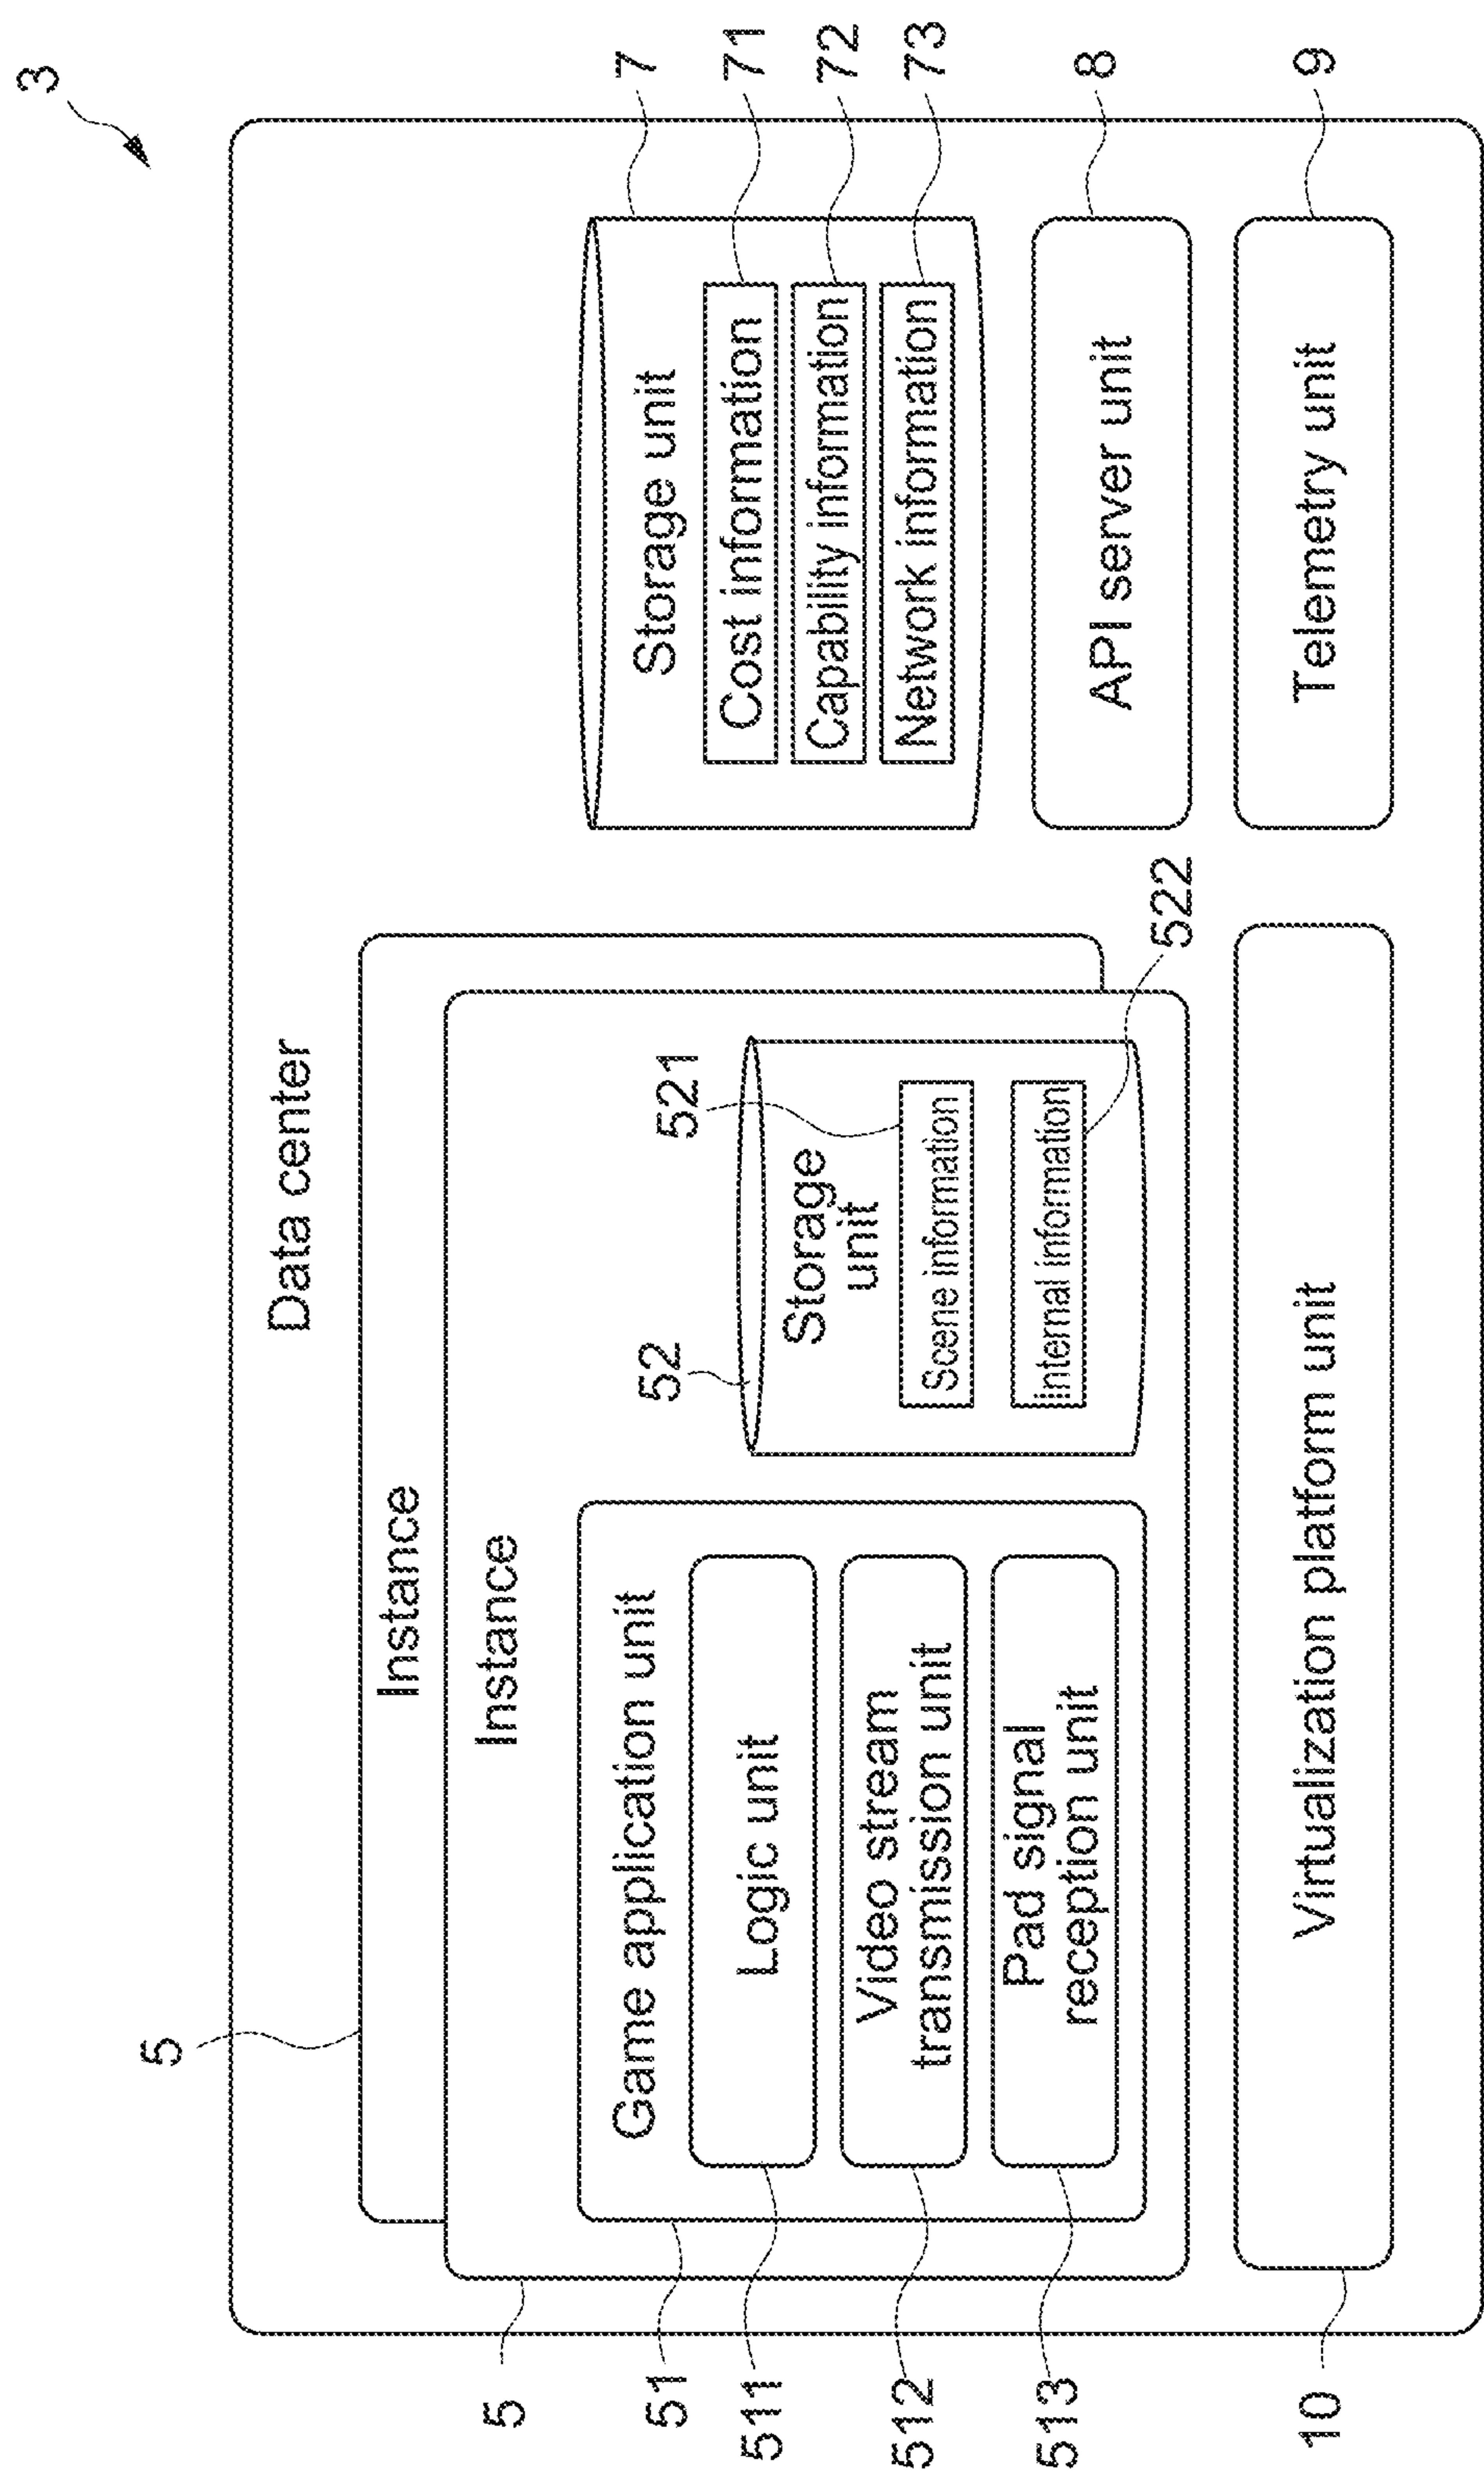 3
Data center
5
Instance
5
Instance
51
Game application unit
511
Logic unit
512
Video stream
transmission unit
513
Pad signal
reception unit
52
Storage
unit
521
Scene information
522
internal information
7
Storage unit
71
Cost information
72
Capability information
73
Network information
8
API server unit
9
Telemetry unit
10
Virtualization platform unit